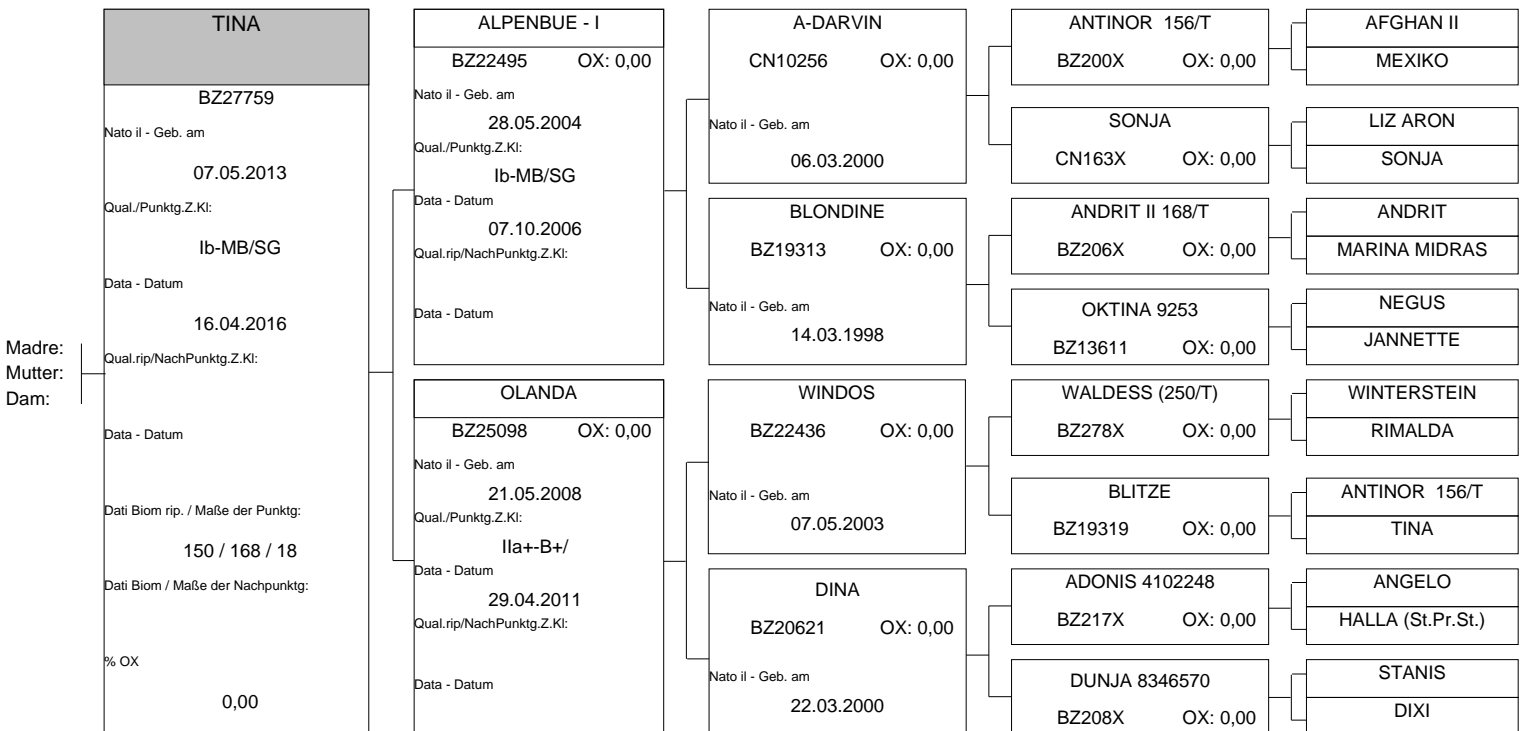 Madre:
Mutter:
Dam:
TINA
BZ27759
Nato il - Geb. am
07.05.2013
Qual./Punktg.Z.Kl:
Ib-MB/SG
Data - Datum
16.04.2016
Qual.rip/NachPunktg.Z.Kl:
Data - Datum
Dati Biom rip. / Maße der Punktg:
150 / 168 / 18
Dati Biom / Maße der Nachpunktg:
% OX
0,00
ALPENBUE - I
BZ22495 OX: 0,00
Nato il - Geb. am
28.05.2004
Qual./Punktg.Z.Kl:
Ib-MB/SG
Data - Datum
07.10.2006
Qual.rip/NachPunktg.Z.Kl:
Data - Datum
OLANDA
BZ25098 OX: 0,00
Nato il - Geb. am
21.05.2008
Qual./Punktg.Z.Kl:
IIa+-B+/
Data - Datum
29.04.2011
Qual.rip/NachPunktg.Z.Kl:
Data - Datum
A-DARVIN
CN10256 OX: 0,00
Nato il - Geb. am
06.03.2000
BLONDINE
BZ19313 OX: 0,00
Nato il - Geb. am
14.03.1998
WINDOS
BZ22436 OX: 0,00
Nato il - Geb. am
07.05.2003
DINA
BZ20621 OX: 0,00
Nato il - Geb. am
22.03.2000
ANTINOR 156/T
BZ200X OX: 0,00
SONJA
CN163X OX: 0,00
ANDRIT II 168/T
BZ206X OX: 0,00
OKTINA 9253
BZ13611 OX: 0,00
WALDESS (250/T)
BZ278X OX: 0,00
BLITZE
BZ19319 OX: 0,00
ADONIS 4102248
BZ217X OX: 0,00
DUNJA 8346570
BZ208X OX: 0,00
AFGHAN II
MEXIKO
LIZ ARON
SONJA
ANDRIT
MARINA MIDRAS
NEGUS
JANNETTE
WINTERSTEIN
RIMALDA
ANTINOR 156/T
TINA
ANGELO
HALLA (St.Pr.St.)
STANIS
DIXI